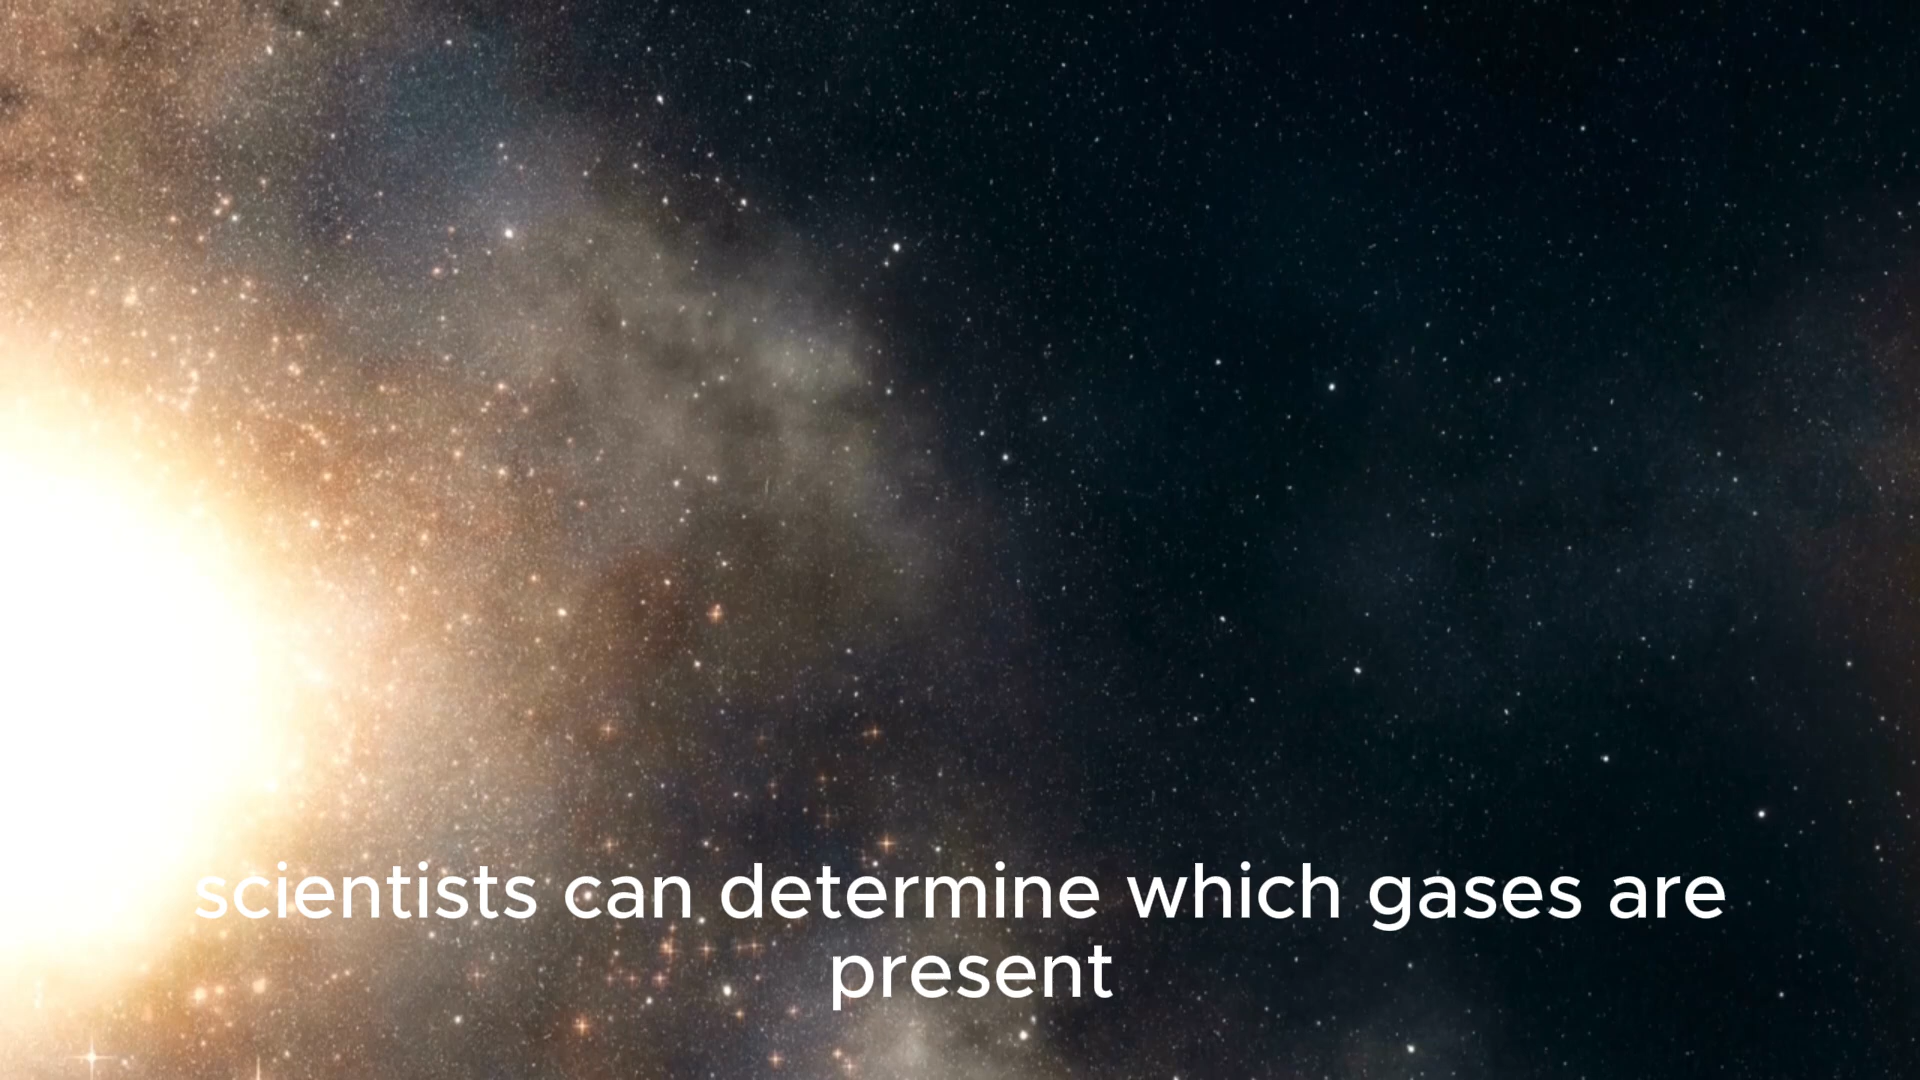 scientists can determine which gases are
present